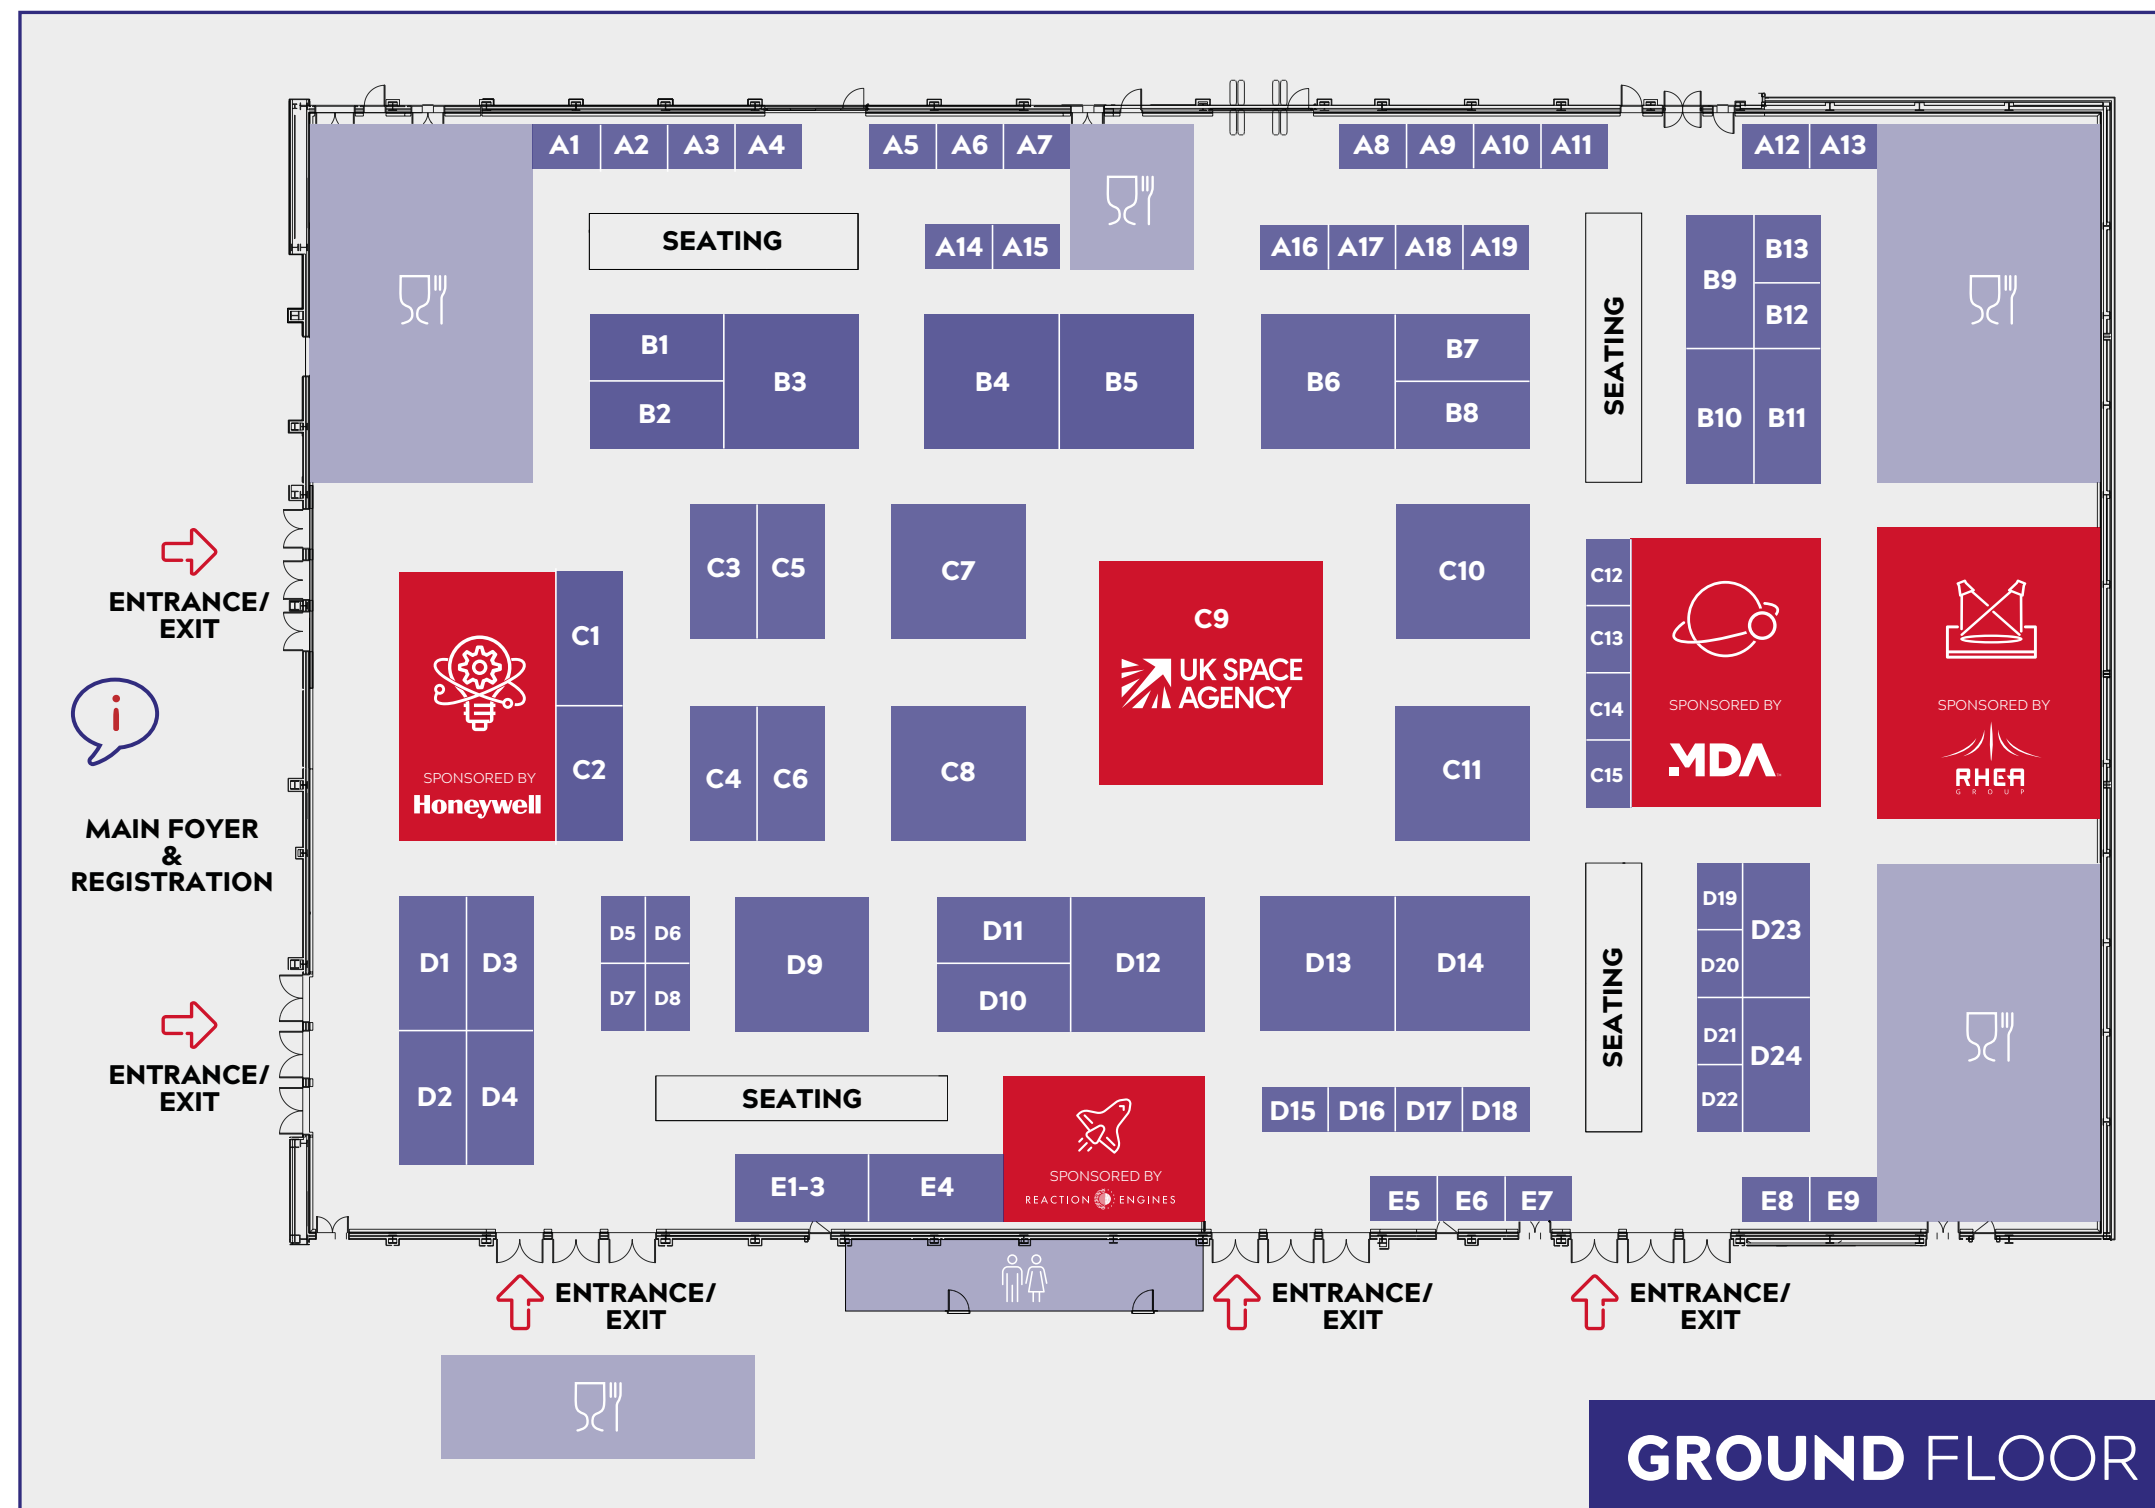 A1 A2 A3 A4 A5 A6 A7 A8 A9 A10 A11 A12 A13
SEATING
A14 A15 A16 A17 A18 A19
SEATING
B9 B13
B12
B10 B11
B1
B2
B3
B4 B5
B6
B7
B8
ENTRANCE/
EXIT
i
MAIN FOYER
&
REGISTRATION
ENTRANCE/
EXIT
SPONSORED BY
Honeywell
C1
C2
C3 C5
C4 C6
C7
C8
C9
UK SPACE
AGENCY
C10
C11
C12
C13
C14
C15
SPONSORED BY
MDA
SPONSORED BY
RHEA
GROUP
D1 D3
D2 D4
D5 D6
D7 D8
D9
D11
D10
D12
D13 D14
SEATING
D19
D20
D21
D22
D23
D24
SEATING
D15 D16 D17 D18
E1-3 E4
SPONSORED BY
REACTION ENGINES
E5 E6 E7
E8 E9
ENTRANCE/
EXIT
ENTRANCE/
EXIT
ENTRANCE/
EXIT
GROUND FLOOR